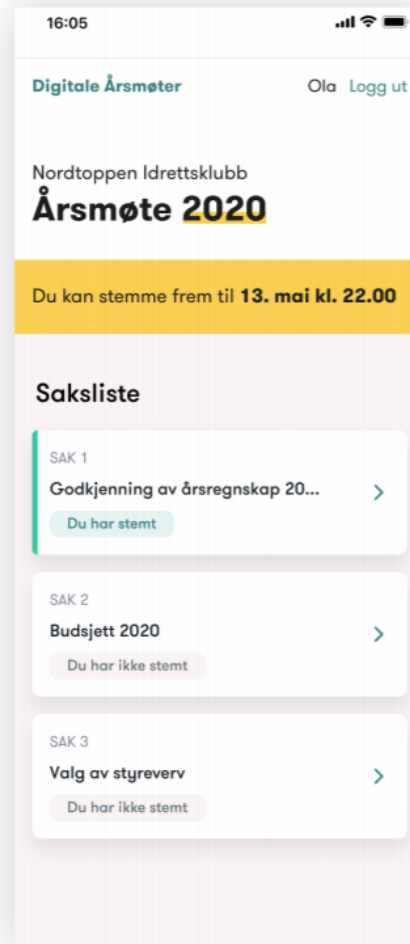 16:05
Digitale Årsmøter Ola Logg ut
Nordtoppen Idrettsklubb
Årsmøte 2020
Du kan stemme frem til 13. mai kl. 22.00
Saksliste
SAK 1
Godkjenning av årsregnskap 20...
Du har stemt
SAK 2
Budsjett 2020
Du har ikke stemt
SAK 3
Valg av styreverv
Du har ikke stemt